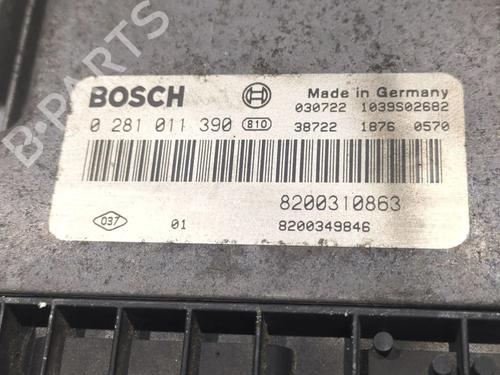 B-PARTS
BOSCH
Made in Germany
030722 1039S02682
0 281 011 390 810
38722 1876 0570
8200310863
037 01 8200349846